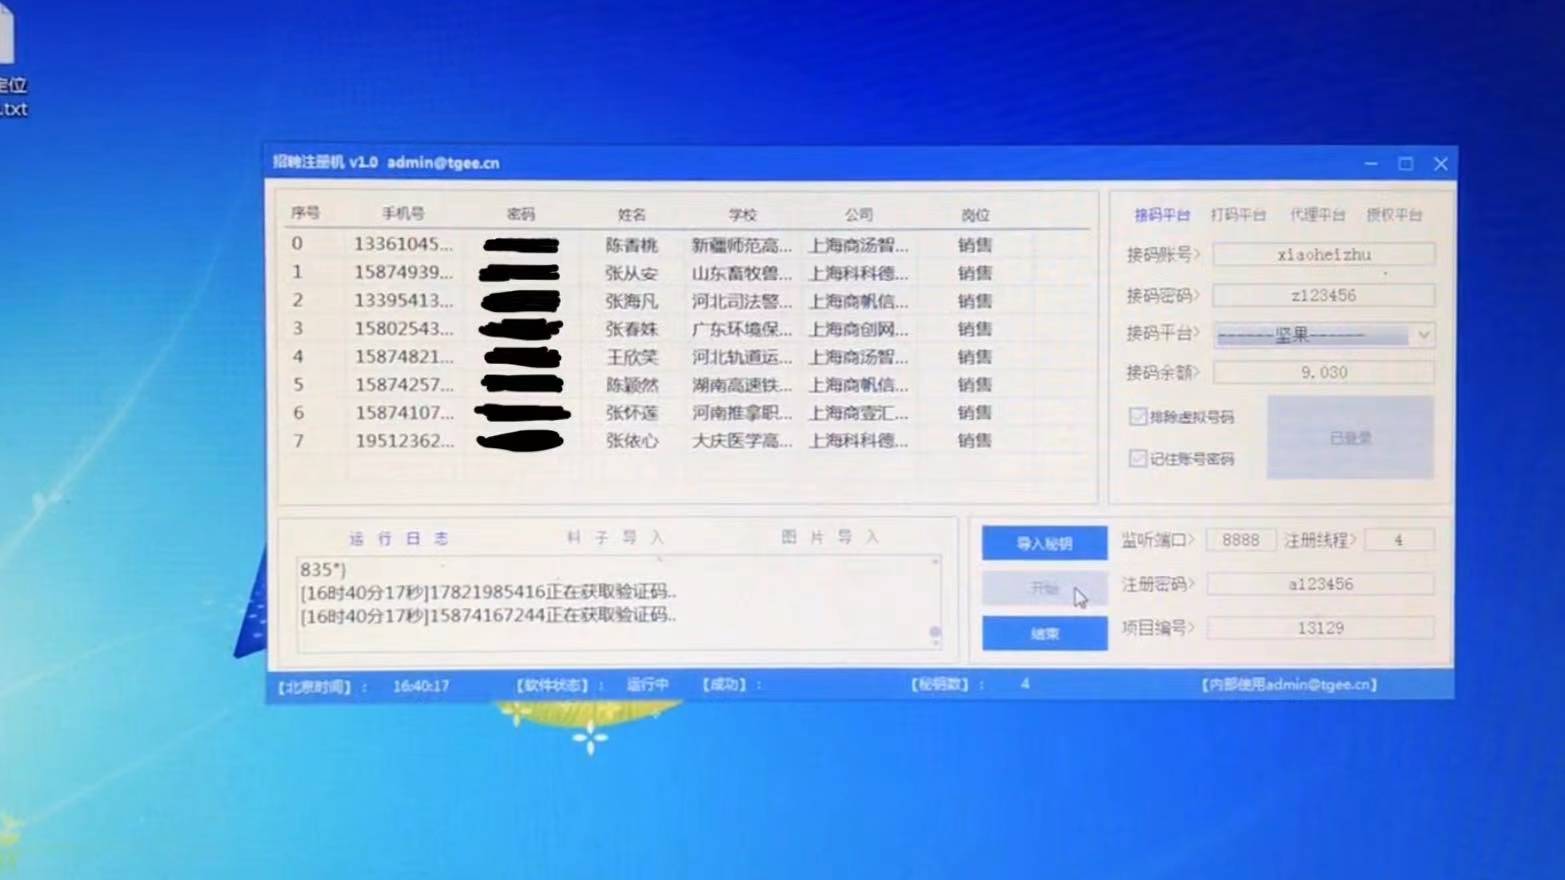 定位
.txt
招聘注册机 v1.0 admin@tgee.cn
序号 手机号 密码 姓名 学校 公司 岗位
0 13361045... 陈香桃 新疆师范高... 上海商汤智... 销售
1 15874939... 张从安 山东畜牧兽... 上海科科德... 销售
2 13395413... 张海凡 河北司法警... 上海商帆信... 销售
3 15802543... 张春姝 广东环境保... 上海商创网... 销售
4 15874821... 王欣笑 河北轨道运... 上海商汤智... 销售
5 15874257... 陈颖然 湖南高速铁... 上海商帆信... 销售
6 15874107... 张怀莲 河南推拿职... 上海商壹汇... 销售
7 19512362... 张依心 大庆医学高... 上海科科德... 销售
接码平台 打码平台 代理平台 授权平台
接码账号> xiaoheizhu
接码密码> z123456
接码平台> ------坚果------
接码余额> 9.030
排除虚拟号码
记住账号密码
已登录
运行日志 料子导入 图片导入
835*)
[16时40分17秒]17821985416正在获取验证码..
[16时40分17秒]15874167244正在获取验证码..
导入秘钥 监听端口> 8888 注册线程> 4
开始 注册密码> a123456
结束 项目编号> 13129
【北京时间】: 16:40:17 【软件状态】: 运行中 【成功】: 【秘钥数】: 4 【内部使用admin@tgee.cn】